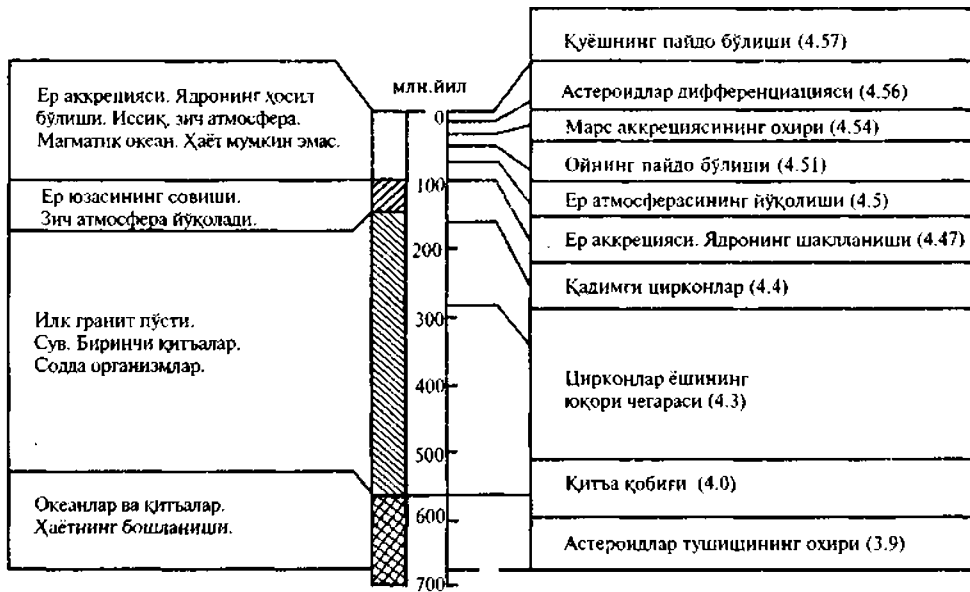 Ер аккрецияси. Ядронинг ҳосил
бўлиши. Иссиқ, зич атмосфера.
Магматик океан. Ҳаёт мумкин эмас.
Ер юзасининг совиши.
Зич атмосфера йўқолади.
Илк гранит пўсти.
Сув. Биринчи қитъалар.
Содда организмлар.
Океанлар ва қитъалар.
Ҳаётнинг бошланиши.
млн.йил
0
100
200
300
400
500
600
700
Қуёшнинг пайдо бўлиши (4.57)
Астероидлар дифференциацияси (4.56)
Марс аккрециясининг охири (4.54)
Ойнинг пайдо бўлиши (4.51)
Ер атмосферасининг йўқолиши (4.5)
Ер аккрецияси. Ядронинг шаклланиши (4.47)
Қадимги цирконлар (4.4)
Цирконлар ёшининг
юқори чегараси (4.3)
Қитъа қобиғи (4.0)
Астероидлар тушишининг охири (3.9)